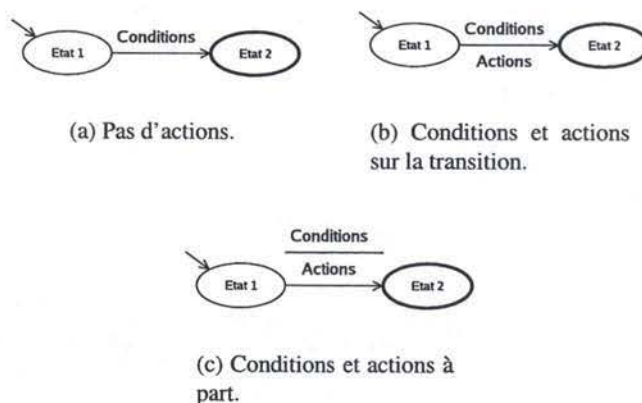 Conditions
Etat 1
Etat 2
(a) Pas d'actions.
Conditions
Etat 1
Etat 2
Actions
(b) Conditions et actions
sur la transition.
Conditions
Actions
Etat 1
Etat 2
(c) Conditions et actions à
part.